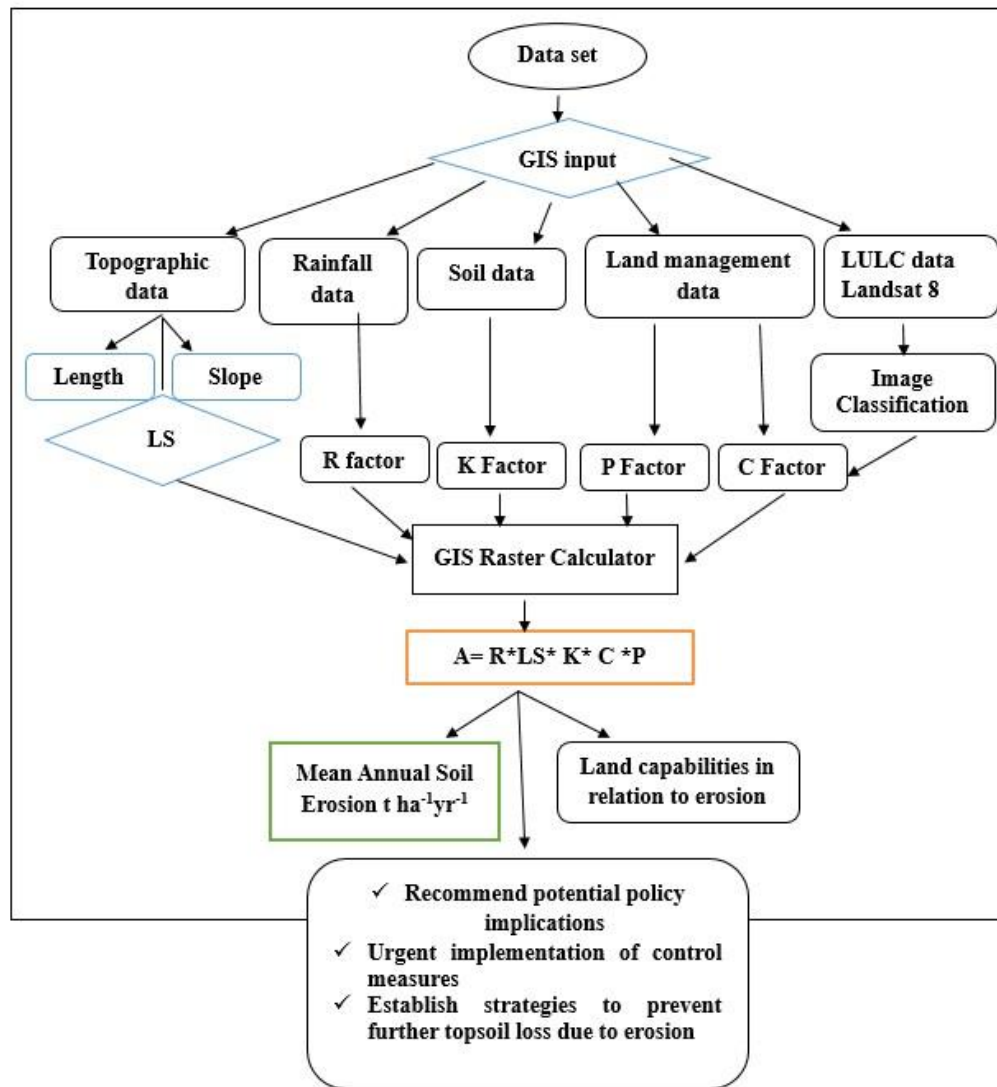 Data set
GIS input
Topographic
data
Rainfall
data
Soil data
Land management
data
LULC data
Landsat 8
Length
Slope
Image
Classification
LS
R factor
K Factor
P Factor
C Factor
GIS Raster Calculator
A= R*LS* K* C *P
Mean Annual Soil
Erosion t ha⁻¹yr⁻¹
Land capabilities in
relation to erosion
✓ Recommend potential policy
implications
✓ Urgent implementation of control
measures
✓ Establish strategies to prevent
further topsoil loss due to erosion